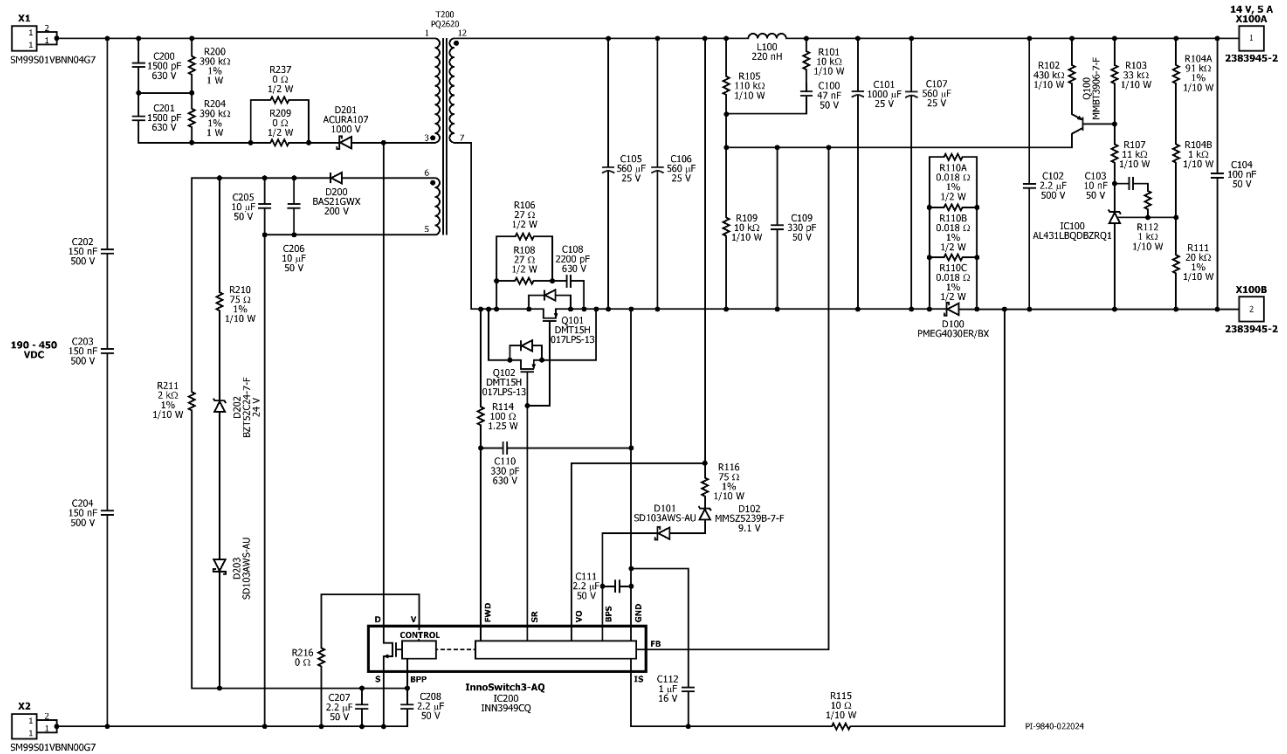 X1
2
1
1
SM99S01VBNN04G7
C200
1500 pF
630 V
C201
1500 pF
630 V
R200
390 kΩ
1%
1 W
R204
390 kΩ
1%
1 W
R237
0 Ω
1/2 W
R209
0 Ω
1/2 W
D201
ACURA107
1000 V
T200
PQ2620
1
12
3
7
6
5
D200
BAS21GWX
200 V
C205
10 µF
50 V
C206
10 µF
50 V
C202
150 nF
500 V
R210
75 Ω
1%
1/10 W
190 - 450
VDC
C203
150 nF
500 V
R211
2 kΩ
1%
1/10 W
D202
BZT52C24-7-F
24 V
C204
150 nF
500 V
D203
SD103AWS-AU
R216
0 Ω
C207
2.2 µF
50 V
C208
2.2 µF
50 V
X2
2
1
1
SM99S01VBNN00G7
R106
27 Ω
1/2 W
R108
27 Ω
1/2 W
C108
2200 pF
630 V
Q101
DMT15H
017LPS-13
Q102
DMT15H
017LPS-13
R114
100 Ω
1.25 W
C110
330 pF
630 V
C105
560 µF
25 V
C106
560 µF
25 V
L100
220 nH
R105
110 kΩ
1/10 W
R101
10 kΩ
1/10 W
C100
47 nF
50 V
C101
1000 µF
25 V
C107
560 µF
25 V
R109
10 kΩ
1/10 W
C109
330 pF
50 V
R110A
0.018 Ω
1%
1/2 W
R110B
0.018 Ω
1%
1/2 W
R110C
0.018 Ω
1%
1/2 W
D100
PMEG4030ER/BX
C102
2.2 µF
500 V
R102
430 kΩ
1/10 W
Q100
MMBT3906-7-F
R103
33 kΩ
1/10 W
R107
11 kΩ
1/10 W
C103
10 nF
50 V
IC100
AL431LBQDBZRQ1
R112
1 kΩ
1/10 W
R104A
91 kΩ
1%
1/10 W
R104B
1 kΩ
1/10 W
R111
20 kΩ
1%
1/10 W
C104
100 nF
50 V
14 V, 5 A
X100A
1
2383945-2
X100B
2
2383945-2
R116
75 Ω
1%
1/10 W
D101
SD103AWS-AU
D102
MMSZ5239B-7-F
9.1 V
C111
2.2 µF
50 V
D
V
FWD
SR
VO
BPS
GND
CONTROL
FB
S
BPP
IS
InnoSwitch3-AQ
IC200
INN3949CQ
C112
1 µF
16 V
R115
10 Ω
1/10 W
PI-9840-022024